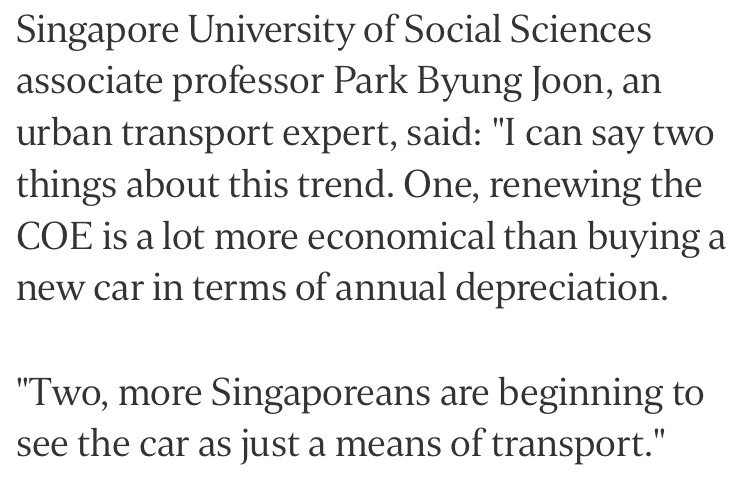 Singapore University of Social Sciences
associate professor Park Byung Joon, an
urban transport expert, said: "I can say two
things about this trend. One, renewing the
COE is a lot more economical than buying a
new car in terms of annual depreciation.
"Two, more Singaporeans are beginning to
see the car as just a means of transport."